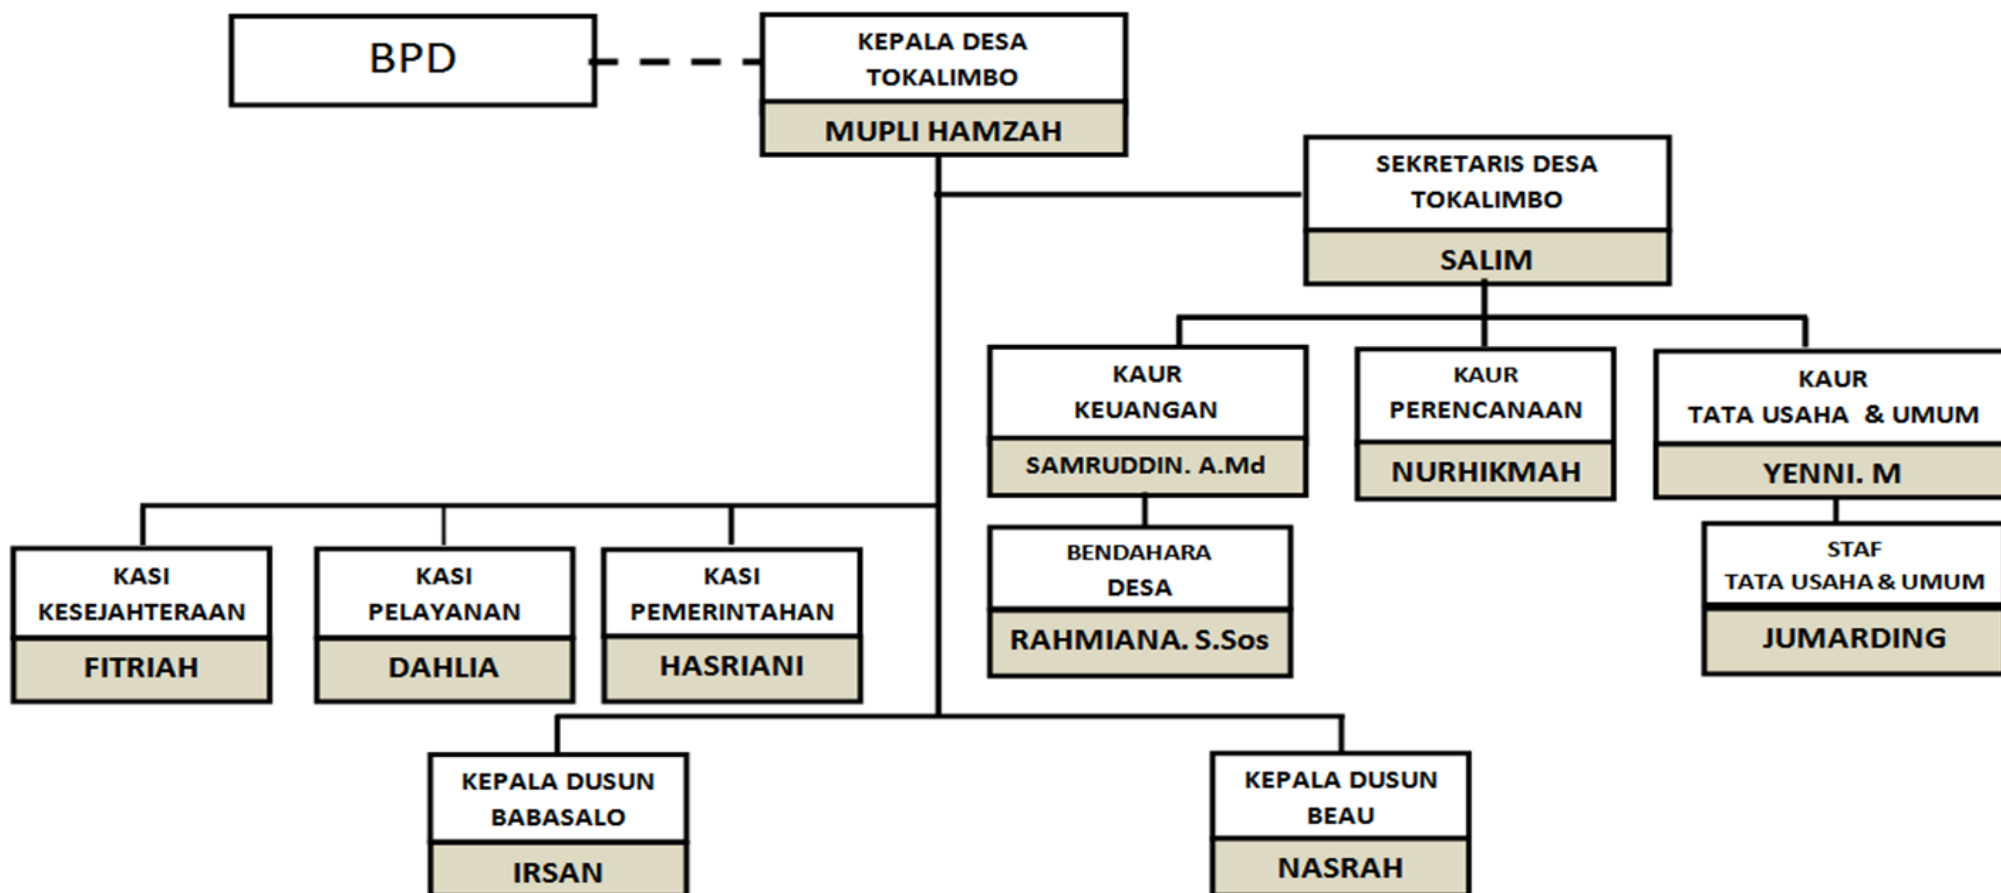 BPD
KEPALA DESA
TOKALIMBO
MUPLI HAMZAH
SEKRETARIS DESA
TOKALIMBO
SALIM
KAUR
KEUANGAN
SAMRUDDIN. A.Md
KAUR
PERENCANAAN
NURHIKMAH
KAUR
TATA USAHA & UMUM
YENNI. M
BENDAHARA
DESA
RAHMIANA. S.Sos
STAF
TATA USAHA & UMUM
JUMARDING
KASI
KESEJAHTERAAN
FITRIAH
KASI
PELAYANAN
DAHLIA
KASI
PEMERINTAHAN
HASRIANI
KEPALA DUSUN
BABASALO
IRSAN
KEPALA DUSUN
BEAU
NASRAH